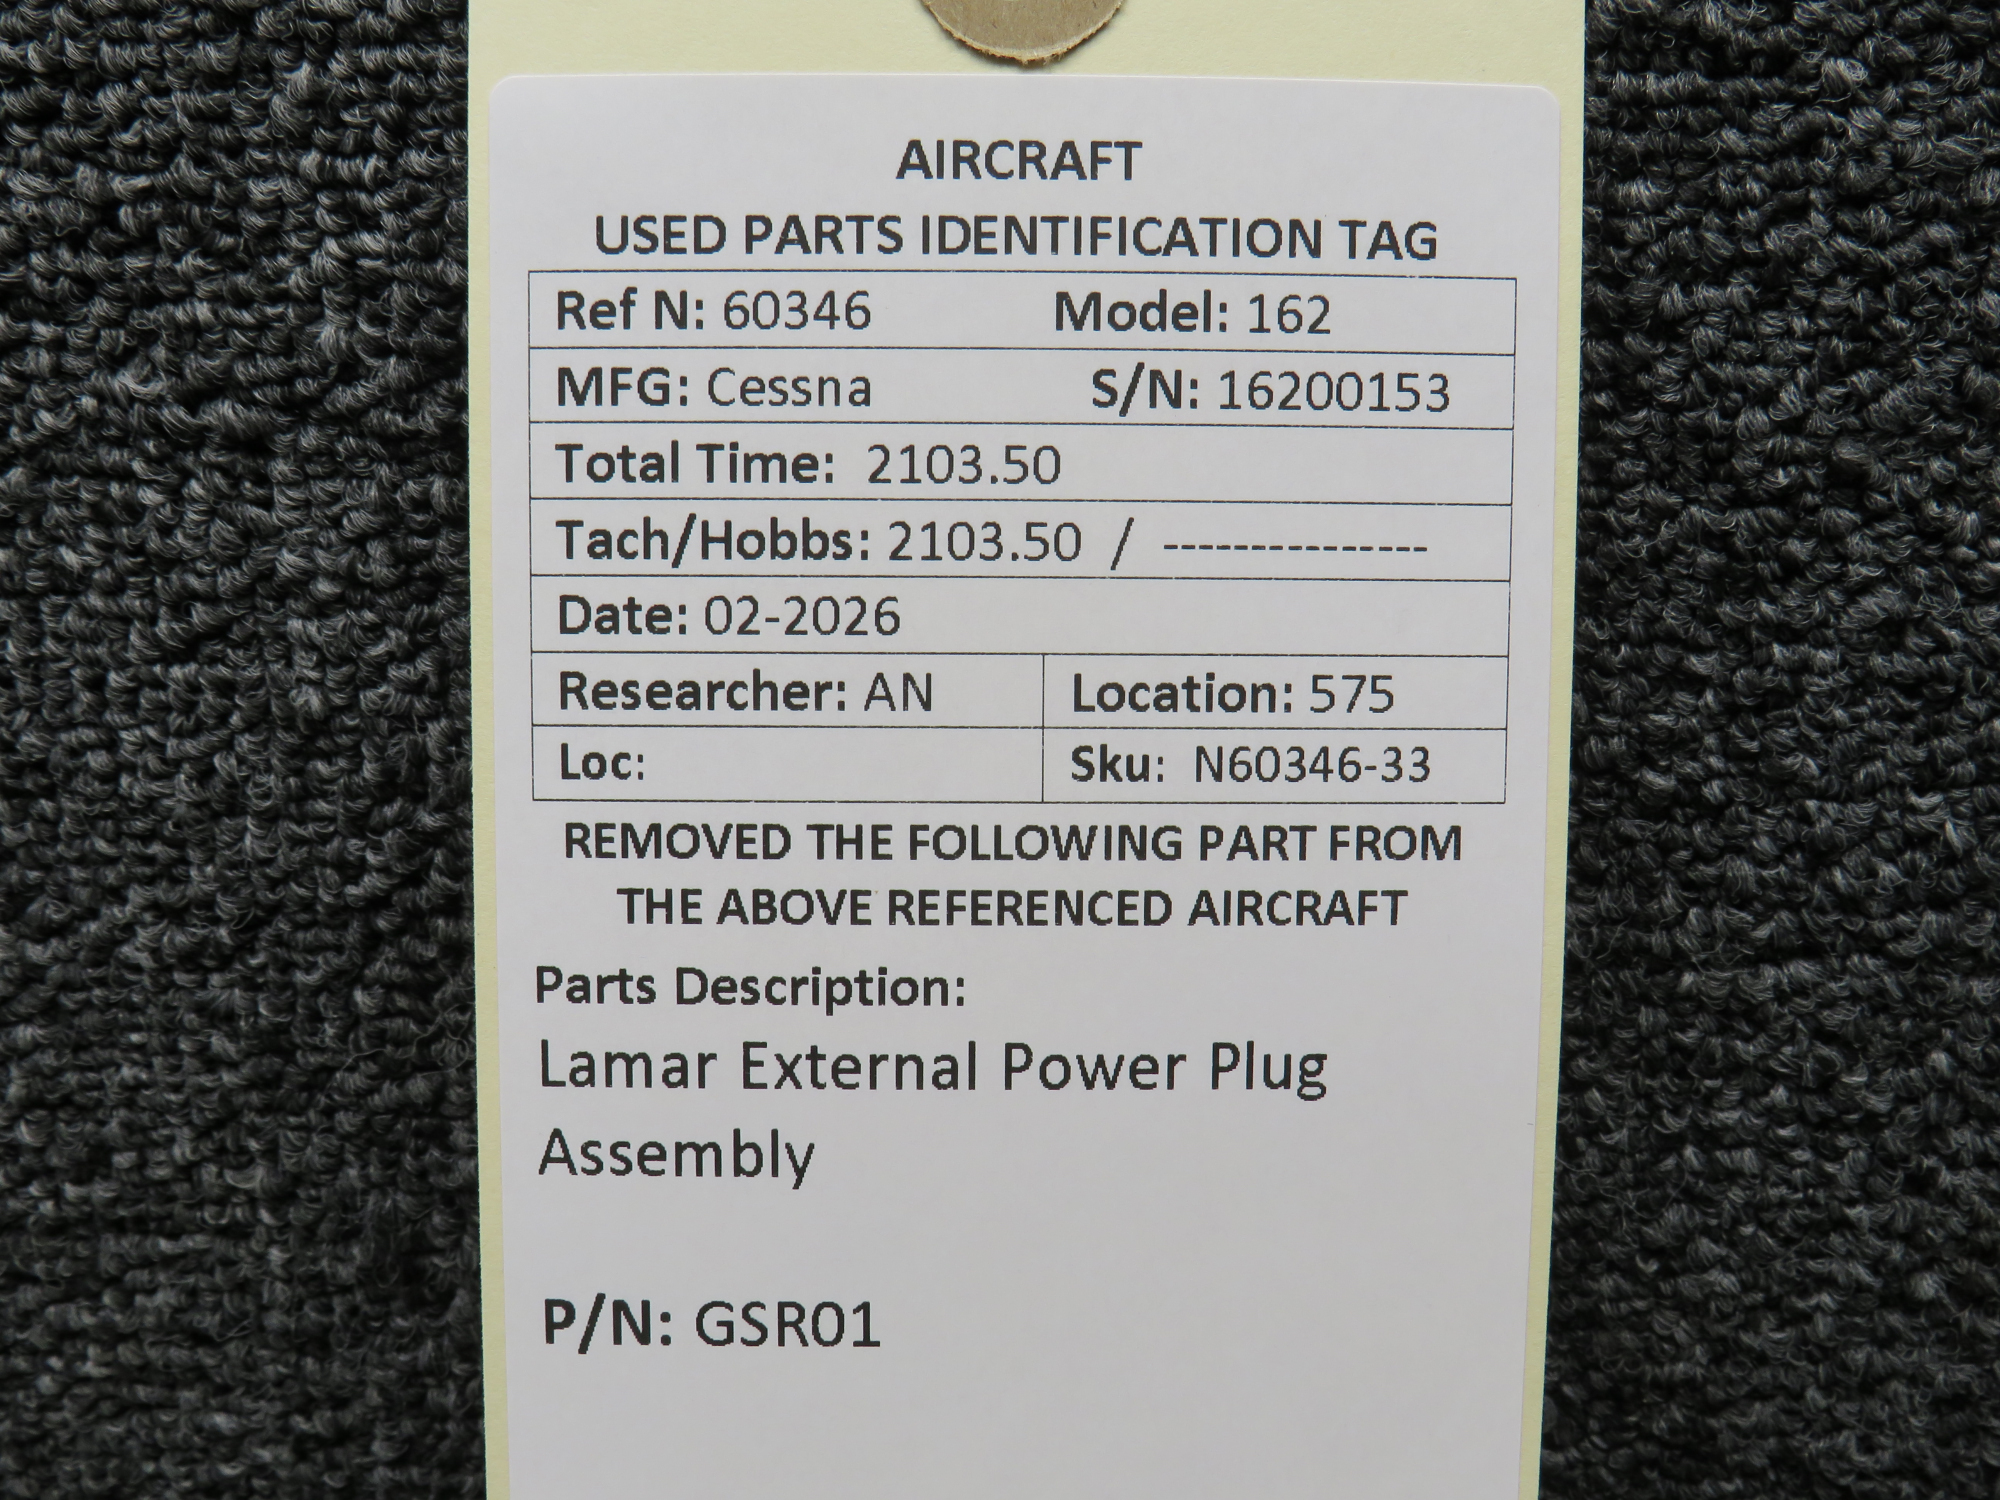 AIRCRAFT
USED PARTS IDENTIFICATION TAG
Ref N: 60346 Model: 162
MFG: Cessna S/N: 16200153
Total Time: 2103.50
Tach/Hobbs: 2103.50 / ---------------
Date: 02-2026
Researcher: AN Location: 575
Loc: Sku: N60346-33
REMOVED THE FOLLOWING PART FROM
THE ABOVE REFERENCED AIRCRAFT
Parts Description:
Lamar External Power Plug
Assembly
P/N: GSR01